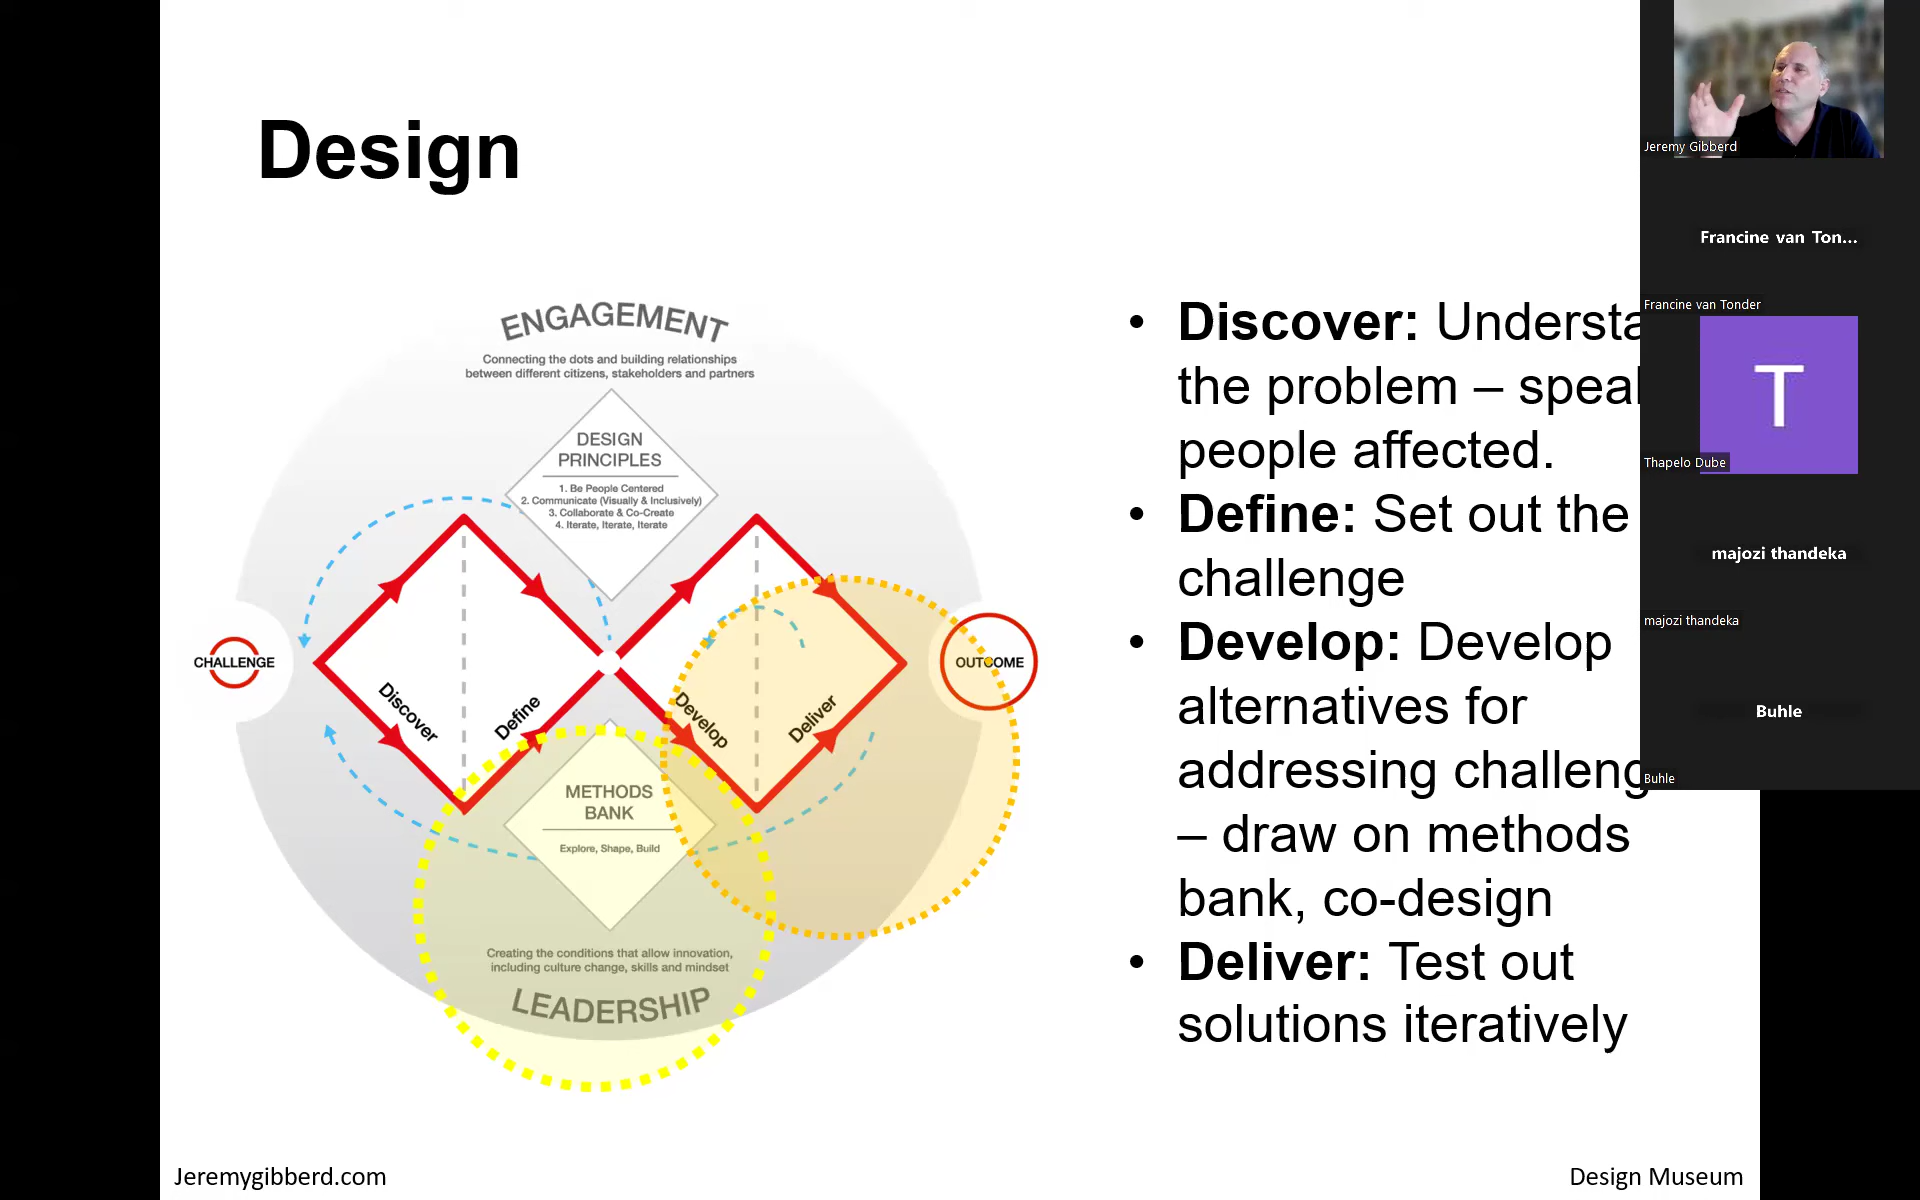 Design
ENGAGEMENT
Connecting the dots and building relationships
between different citizens, stakeholders and partners
DESIGN
PRINCIPLES
1. Be People Centered
2. Communicate (Visually & Inclusively)
3. Collaborate & Co-Create
4. Iterate, Iterate, Iterate
CHALLENGE
Discover
Define
Develop
Deliver
OUTCOME
METHODS
BANK
Explore, Shape, Build
Creating the conditions that allow innovation,
including culture change, skills and mindset
LEADERSHIP
• Discover: Understa
the problem – speak
people affected.
• Define: Set out the
challenge
• Develop: Develop
alternatives for
addressing challeng
– draw on methods
bank, co-design
• Deliver: Test out
solutions iteratively
Jeremygibberd.com
Design Museum
Jeremy Gibberd
Francine van Ton...
Francine van Tonder
T
Thapelo Dube
majozi thandeka
majozi thandeka
Buhle
Buhle